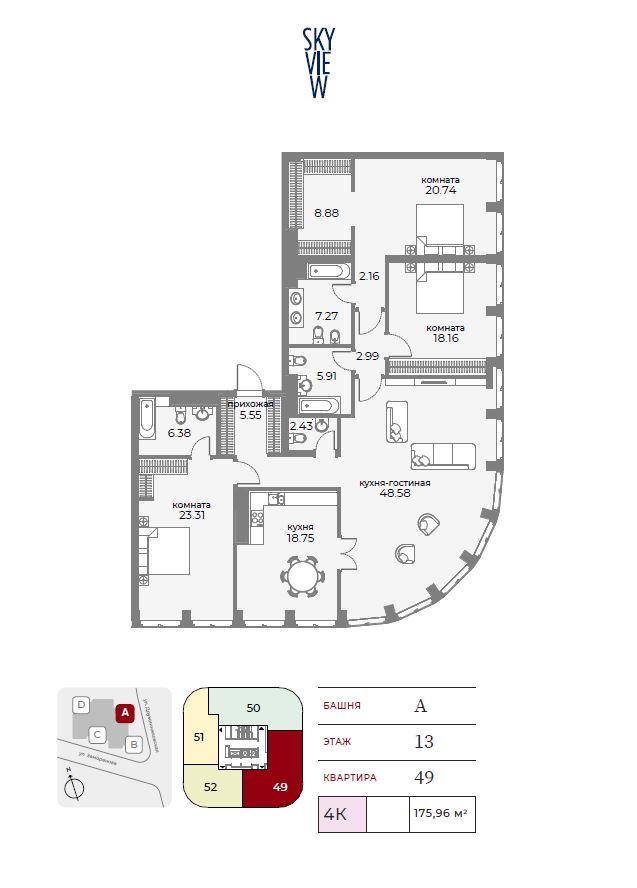 SKY
VIE
W
комната
20.74
8.88
2.16
7.27
комната
18.16
2.99
5.91
прихожая
5.55
2.43
6.38
кухня-гостиная
48.58
комната
23.31
кухня
18.75
D
A
C
B
ул. Дружинниковская
ул. Заморенова
N
50
51
52
49
БАШНЯ A
ЭТАЖ 13
КВАРТИРА 49
4К 175,96 м²